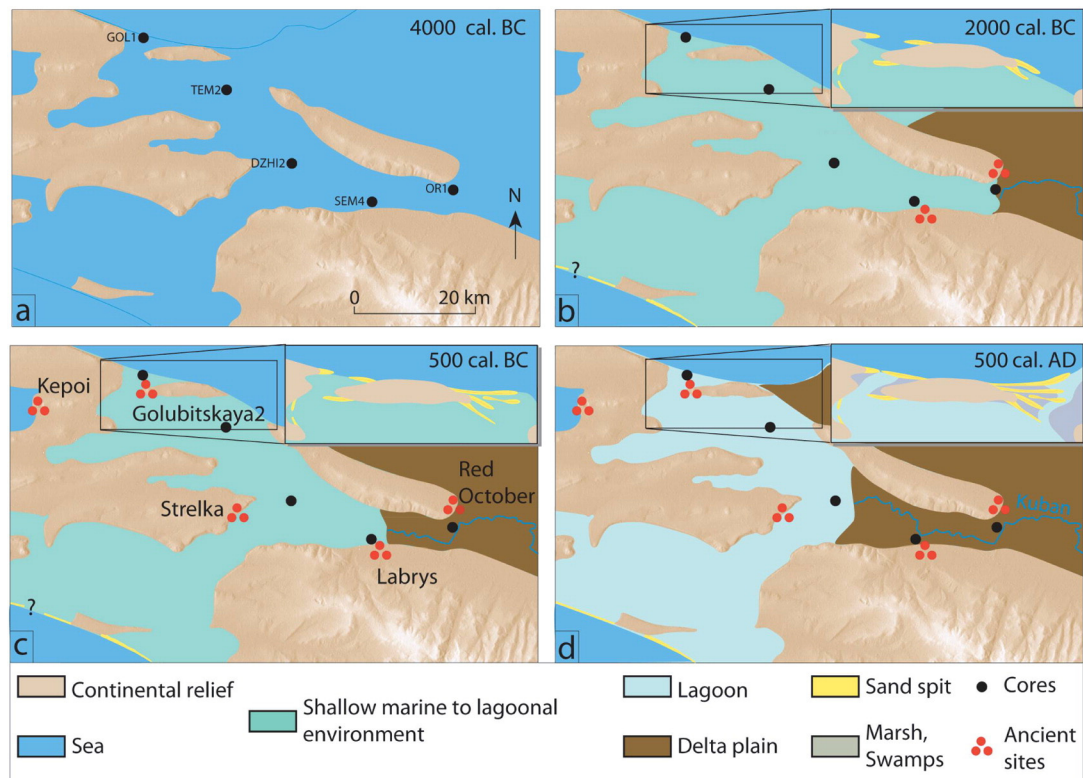 4000 cal. BC
GOL1
TEM2
DZHI2
OR1
SEM4
N
0 20 km
a
2000 cal. BC
?
b
500 cal. BC
Kepoi
Golubitskaya2
Red
October
Strelka
Labrys
?
c
500 cal. AD
Kuban
d
Continental relief
Sea
Shallow marine to lagoonal
environment
Lagoon
Delta plain
Sand spit
Marsh,
Swamps
Cores
Ancient
sites